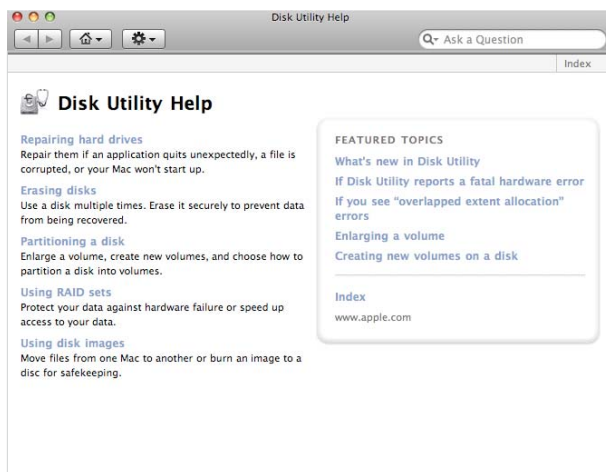 Disk Utility Help
Ask a Question
Index
Disk Utility Help
Repairing hard drives
Repair them if an application quits unexpectedly, a file is
corrupted, or your Mac won't start up.
Erasing disks
Use a disk multiple times. Erase it securely to prevent data
from being recovered.
Partitioning a disk
Enlarge a volume, create new volumes, and choose how to
partition a disk into volumes.
Using RAID sets
Protect your data against hardware failure or speed up
access to your data.
Using disk images
Move files from one Mac to another or burn an image to a
disc for safekeeping.
FEATURED TOPICS
What's new in Disk Utility
If Disk Utility reports a fatal hardware error
If you see “overlapped extent allocation”
errors
Enlarging a volume
Creating new volumes on a disk
Index
www.apple.com